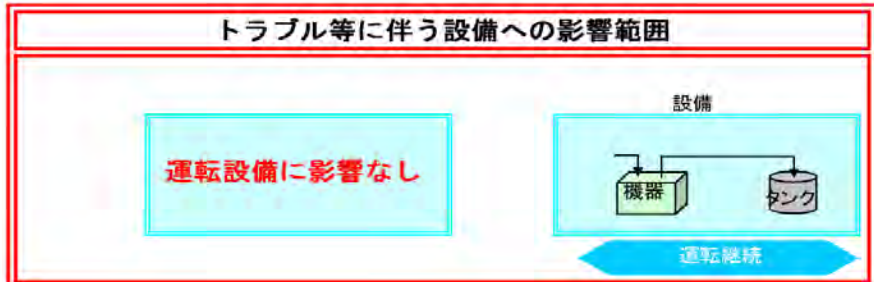 トラブル等に伴う設備への影響範囲
設備
運転設備に影響なし
機器
タンク
運転継続